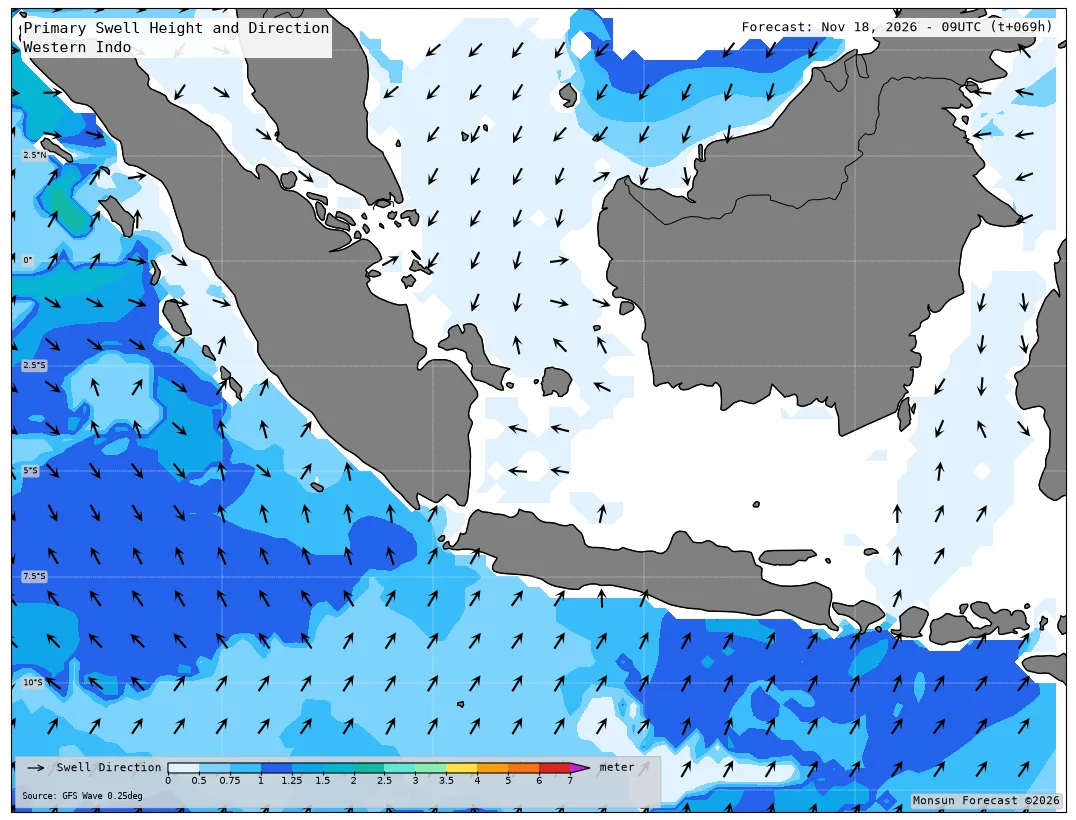 Primary Swell Height and Direction
Western Indo
Forecast: Nov 18, 2026 - 09UTC (t+069h)
2.5°N
0°
2.5°S
5°S
7.5°S
10°S
Swell Direction
0 0.5 0.75 1 1.25 1.5 2 2.5 3 3.5 4 5 6 7
meter
Source: GFS Wave 0.25deg
Monsun Forecast ©2026